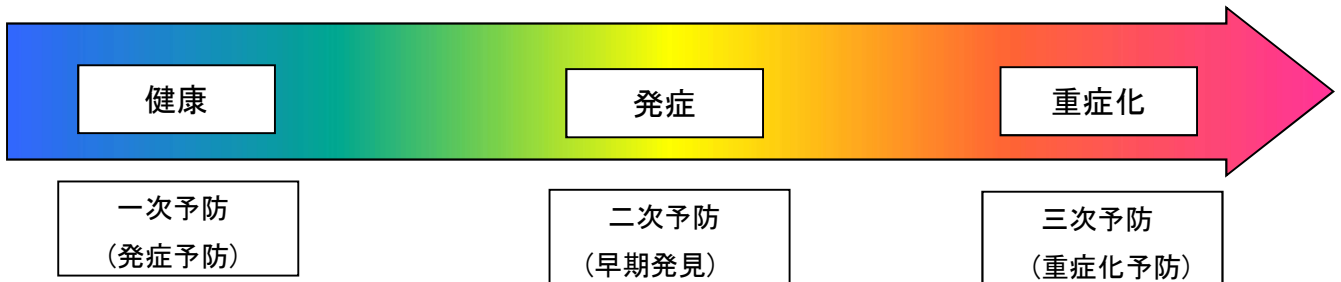 健康
発症
重症化
一次予防
（発症予防）
二次予防
（早期発見）
三次予防
（重症化予防）